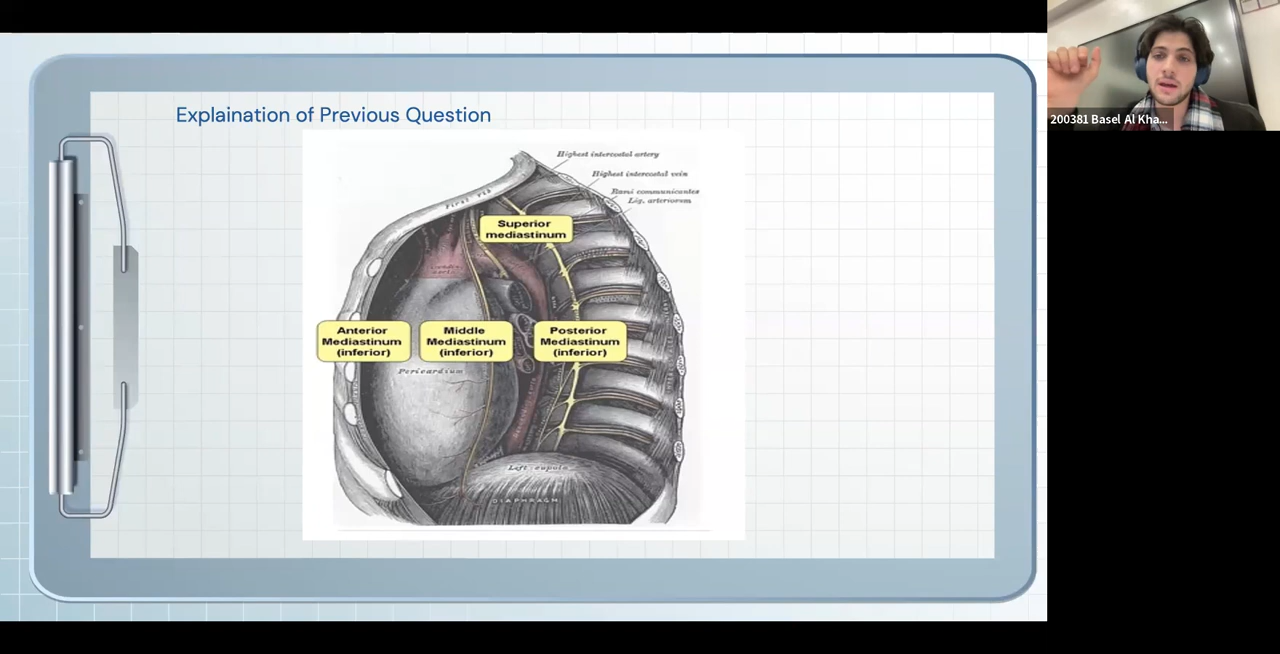 Explaination of Previous Question
200381 Basel Al Kha...
Highest intercostal artery
Highest intercostal vein
Rami communicantes
Lig. arteriosum
First rib
Superior
mediastinum
Anterior
Mediastinum
(inferior)
Middle
Mediastinum
(inferior)
Posterior
Mediastinum
(inferior)
Pericardium
Left cupola
DIAPHRAGM